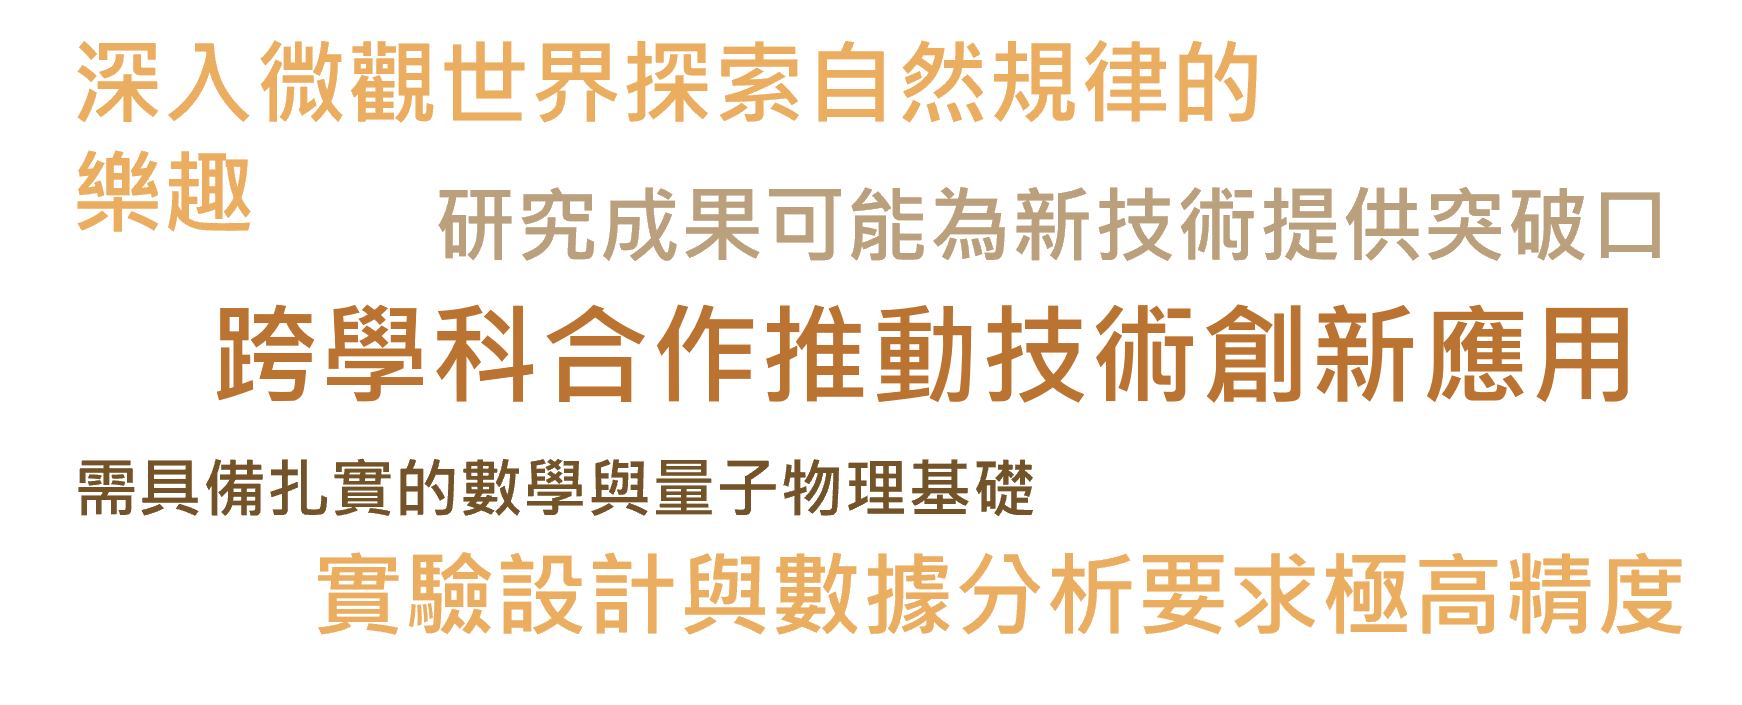 深入微觀世界探索自然規律的
樂趣
研究成果可能為新技術提供突破口
跨學科合作推動技術創新應用
需具備扎實的數學與量子物理基礎
實驗設計與數據分析要求極高精度